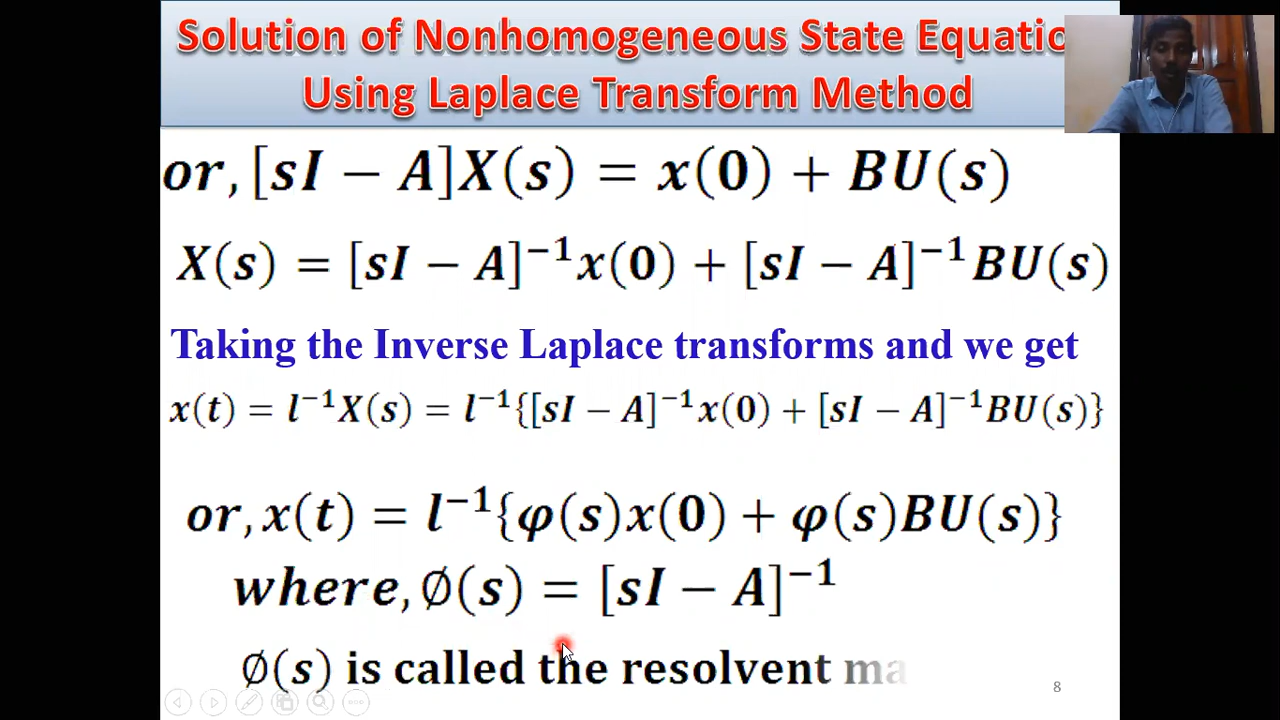 Solution of Nonhomogeneous State Equatio
Using Laplace Transform Method
or, [sI − A]X(s) = x(0) + BU(s)
X(s) = [sI − A]⁻¹x(0) + [sI − A]⁻¹BU(s)
Taking the Inverse Laplace transforms and we get
x(t) = l⁻¹X(s) = l⁻¹{[sI − A]⁻¹x(0) + [sI − A]⁻¹BU(s)}
or, x(t) = l⁻¹{φ(s)x(0) + φ(s)BU(s)}
where, ∅(s) = [sI − A]⁻¹
∅(s) is called the resolvent ma
8